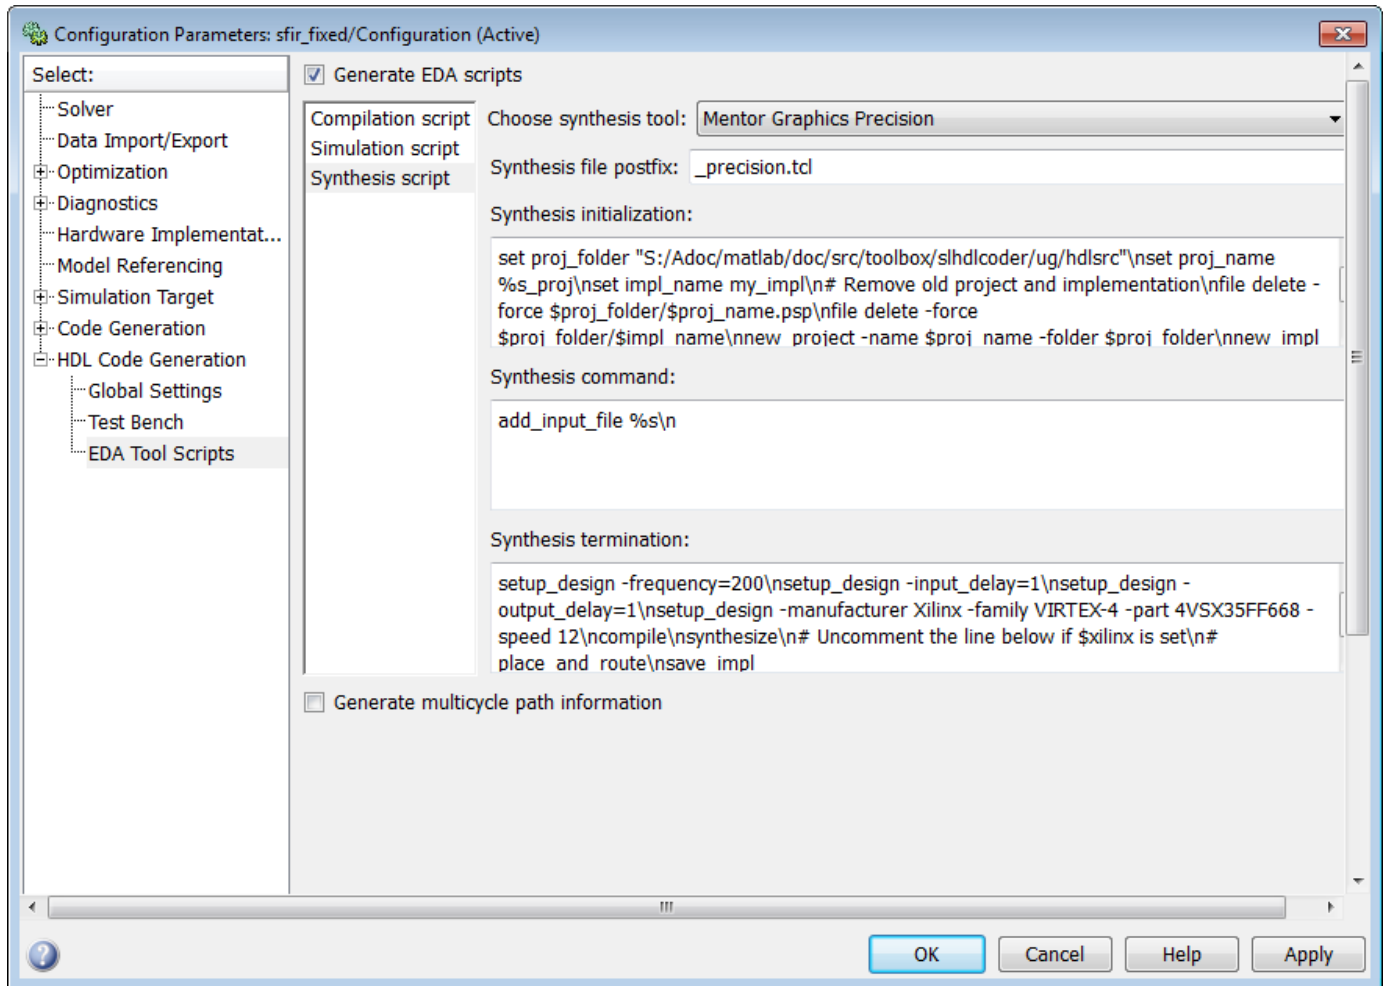 Configuration Parameters: sfir_fixed/Configuration (Active)
Select:
Solver
Data Import/Export
Optimization
Diagnostics
Hardware Implementat...
Model Referencing
Simulation Target
Code Generation
HDL Code Generation
Global Settings
Test Bench
EDA Tool Scripts
Generate EDA scripts
Compilation script
Simulation script
Synthesis script
Choose synthesis tool: Mentor Graphics Precision
Synthesis file postfix: _precision.tcl
Synthesis initialization:
set proj_folder "S:/Adoc/matlab/doc/src/toolbox/slhdlcoder/ug/hdlsrc"\nset proj_name
%s_proj\nset impl_name my_impl\n# Remove old project and implementation\nfile delete -
force $proj_folder/$proj_name.psp\nfile delete -force
$proj_folder/$impl_name\nnew_project -name $proj_name -folder $proj_folder\nnew_impl
Synthesis command:
add_input_file %s\n
Synthesis termination:
setup_design -frequency=200\nsetup_design -input_delay=1\nsetup_design -
output_delay=1\nsetup_design -manufacturer Xilinx -family VIRTEX-4 -part 4VSX35FF668 -
speed 12\ncompile\nsynthesize\n# Uncomment the line below if $xilinx is set\n#
place_and_route\nsave_impl
Generate multicycle path information
OK
Cancel
Help
Apply